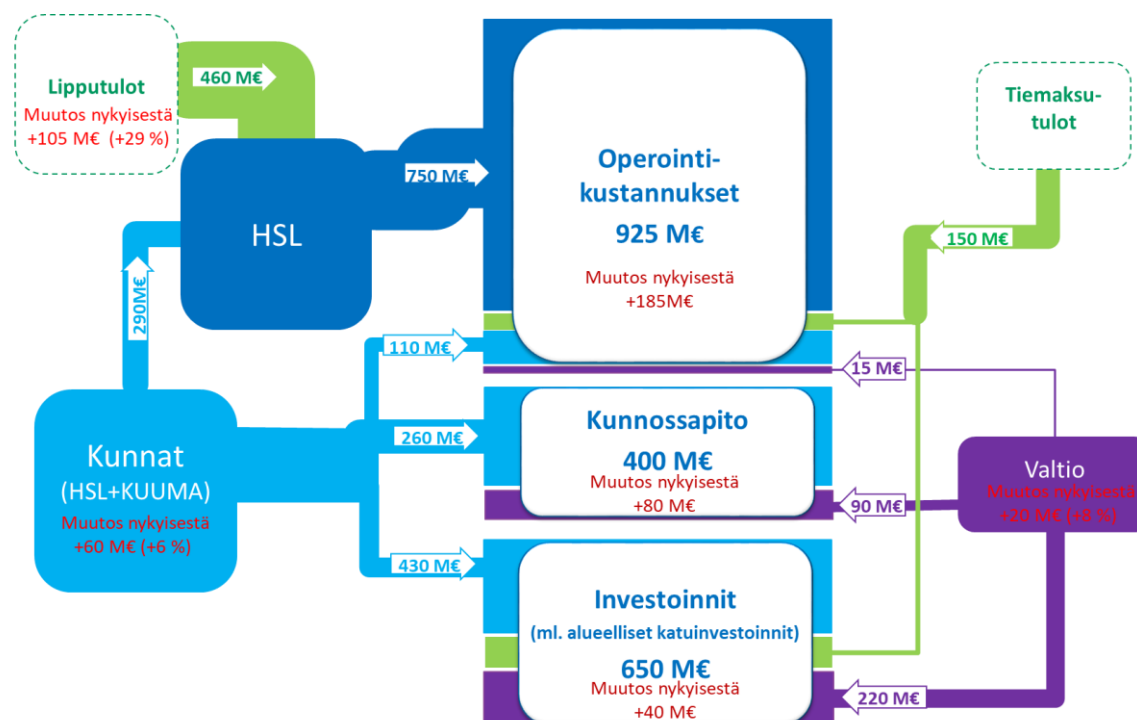 Lipputulot
Muutos nykyisestä
+105 M€ (+29 %)
460 M€
HSL
750 M€
290M€
Kunnat
(HSL+KUUMA)
Muutos nykyisestä
+60 M€ (+6 %)
110 M€
260 M€
430 M€
Operointi-
kustannukset
925 M€
Muutos nykyisestä
+185M€
Kunnossapito
400 M€
Muutos nykyisestä
+80 M€
Investoinnit
(ml. alueelliset katuinvestoinnit)
650 M€
Muutos nykyisestä
+40 M€
Tiemaksu-
tulot
150 M€
15 M€
90 M€
220 M€
Valtio
Muutos nykyisestä
+20 M€ (+8 %)